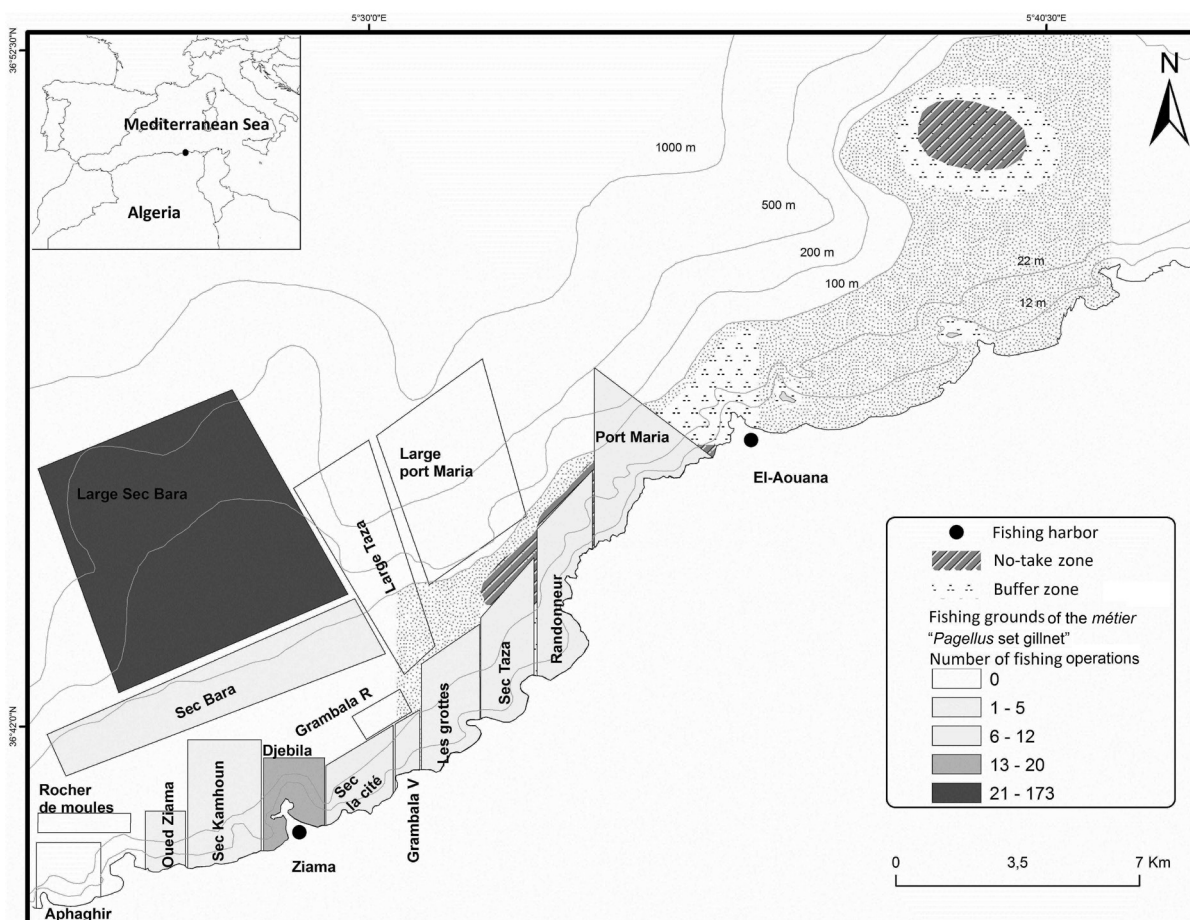 5°30'0"E
5°40'30"E
36°52'30"N
36°42'0"N
Mediterranean Sea
Algeria
N
1000 m
500 m
200 m
100 m
22 m
12 m
Large Sec Bara
Large Taza
Large
port Maria
Port Maria
El-Aouana
Sec Bara
Grambala R
Les grottes
Sec Taza
Randonneur
Rocher
de moules
Oued Ziama
Sec Kamhoun
Djebila
Sec
la cité
Grambala V
Ziama
Aphaghir
Fishing harbor
No-take zone
Buffer zone
Fishing grounds of the métier
“Pagellus set gillnet”
Number of fishing operations
0
1 - 5
6 - 12
13 - 20
21 - 173
0 3,5 7 Km